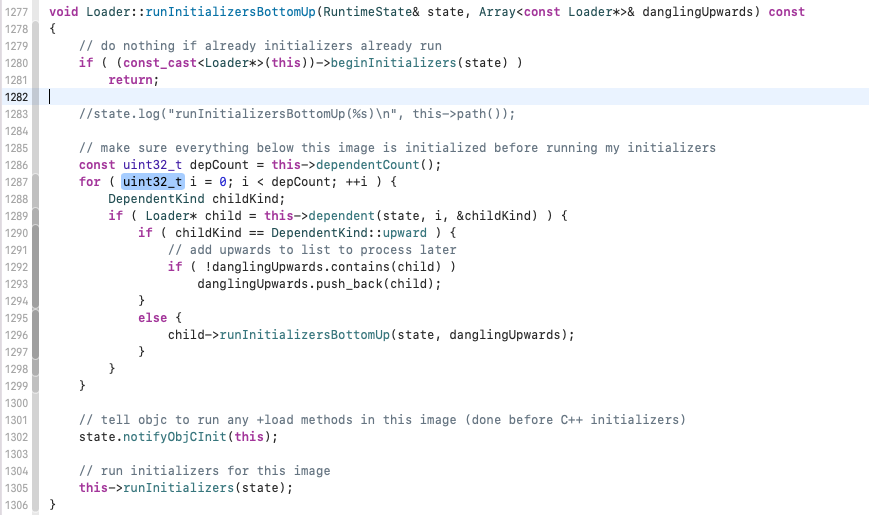 1277 void Loader::runInitializersBottomUp(RuntimeState& state, Array<const Loader*>& danglingUpwards) const
1278 {
1279     // do nothing if already initializers already run
1280     if ( (const_cast<Loader*>(this))->beginInitializers(state) )
1281         return;
1282
1283     //state.log("runInitializersBottomUp(%s)\n", this->path());
1284
1285     // make sure everything below this image is initialized before running my initializers
1286     const uint32_t depCount = this->dependentCount();
1287     for ( uint32_t i = 0; i < depCount; ++i ) {
1288         DependentKind childKind;
1289         if ( Loader* child = this->dependent(state, i, &childKind) ) {
1290             if ( childKind == DependentKind::upward ) {
1291                 // add upwards to list to process later
1292                 if ( !danglingUpwards.contains(child) )
1293                     danglingUpwards.push_back(child);
1294             }
1295             else {
1296                 child->runInitializersBottomUp(state, danglingUpwards);
1297             }
1298         }
1299     }
1300
1301     // tell objc to run any +load methods in this image (done before C++ initializers)
1302     state.notifyObjCInit(this);
1303
1304     // run initializers for this image
1305     this->runInitializers(state);
1306 }